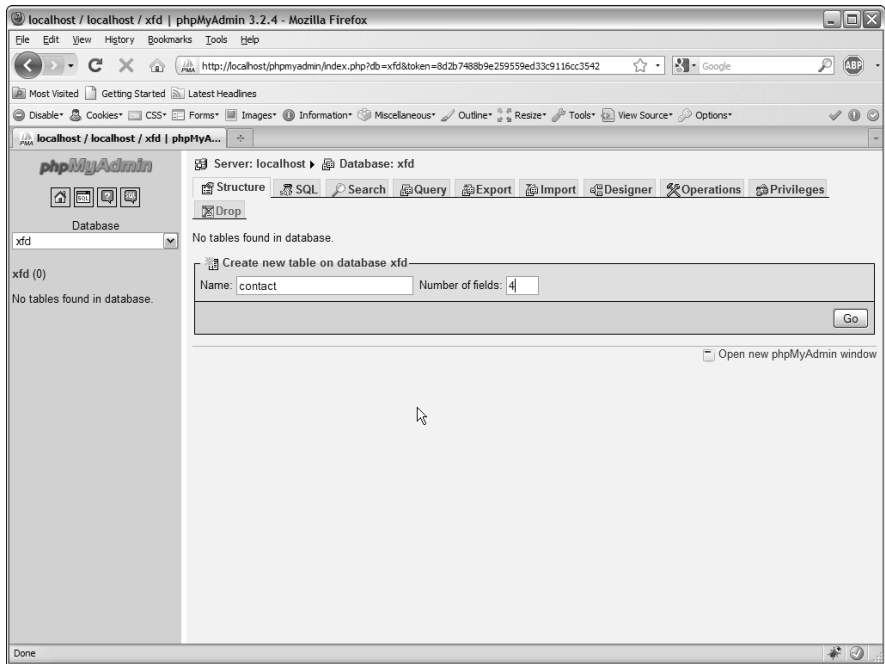 localhost / localhost / xfd | phpMyAdmin 3.2.4 - Mozilla Firefox
File Edit View History Bookmarks Tools Help
http://localhost/phpmyadmin/index.php?db=xfd&token=8d2b7488b9e259559ed33c9116cc3542
Google
ABP
Most Visited Getting Started Latest Headlines
Disable Cookies CSS Forms Images Information Miscellaneous Outline Resize Tools View Source Options
localhost / localhost / xfd | phpMyA...
phpMyAdmin
SQL
Database
xfd
xfd (0)
No tables found in database.
Server: localhost Database: xfd
Structure SQL Search Query Export Import Designer Operations Privileges
Drop
No tables found in database.
Create new table on database xfd
Name: contact Number of fields: 4
Go
Open new phpMyAdmin window
Done